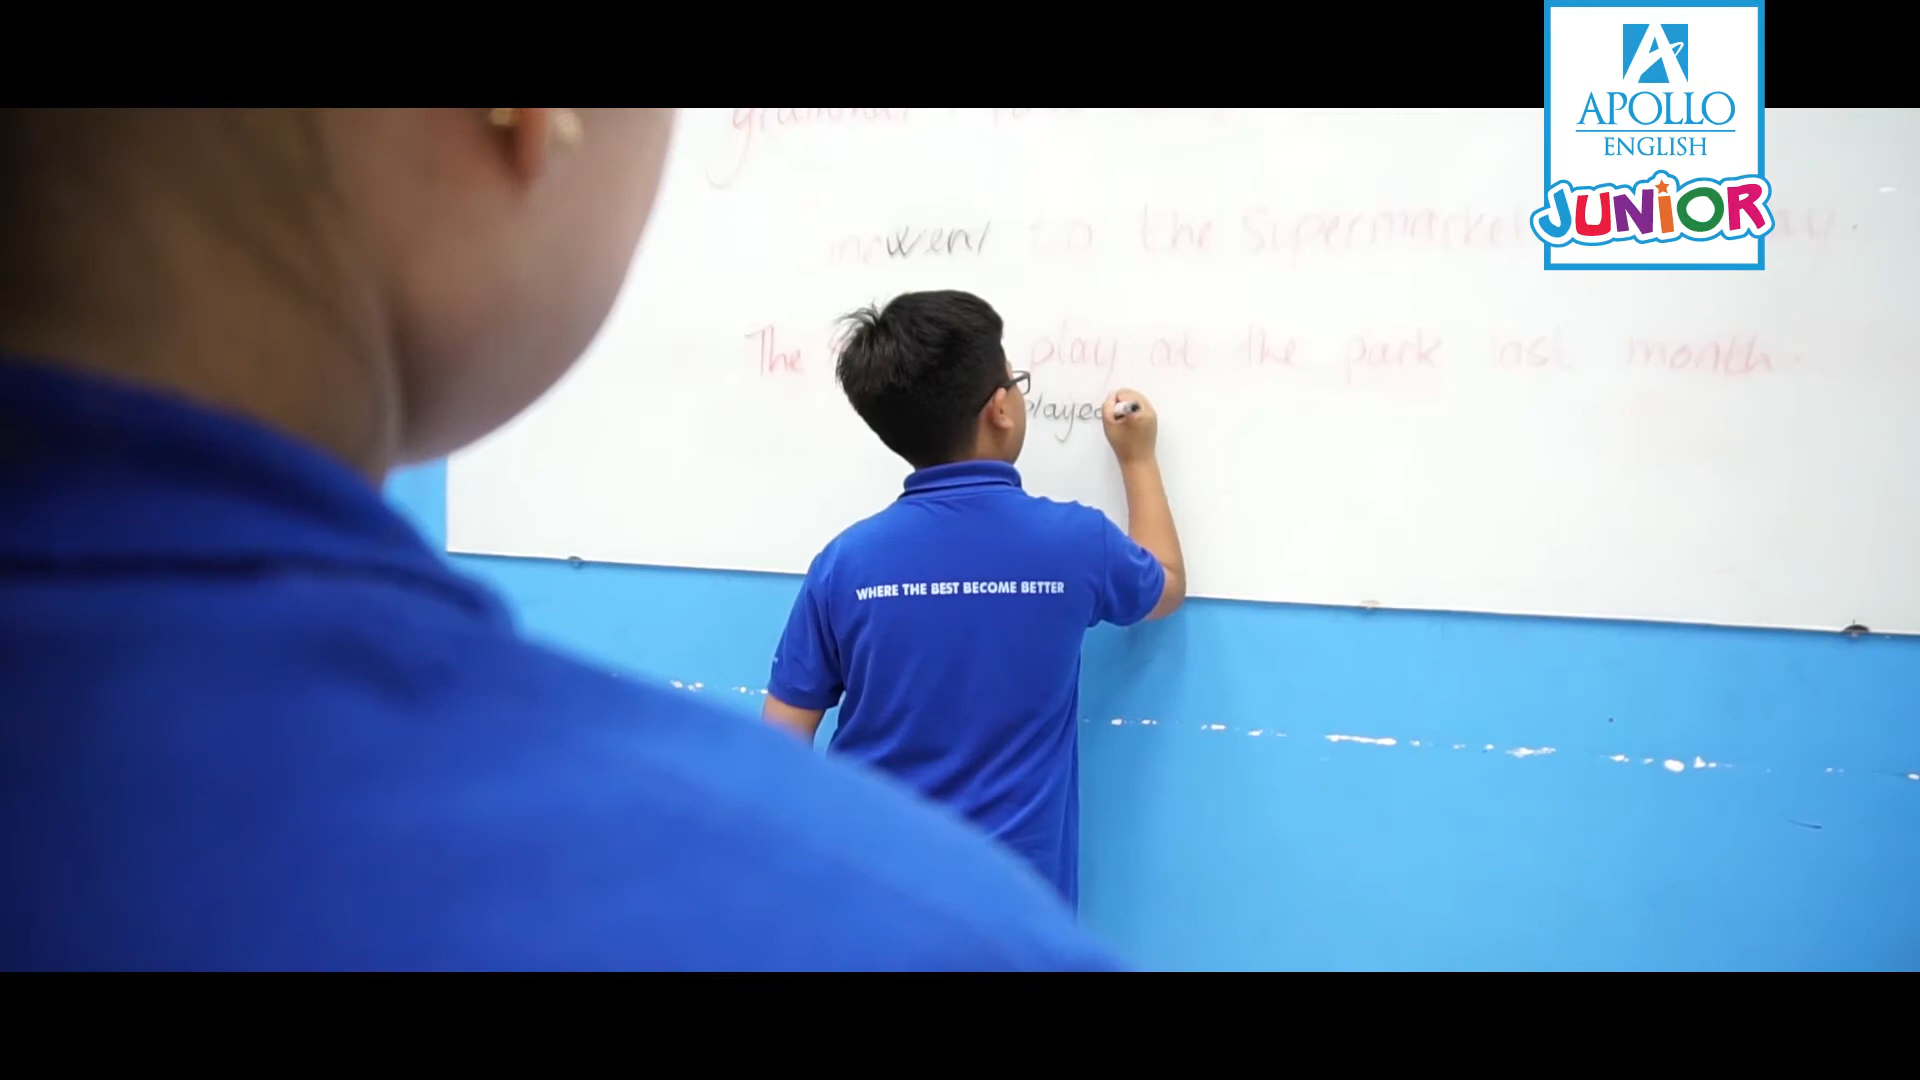 APOLLO
ENGLISH
JUNIOR
grammar
went to the Supermarket
The play at the park last month.
played
WHERE THE BEST BECOME BETTER